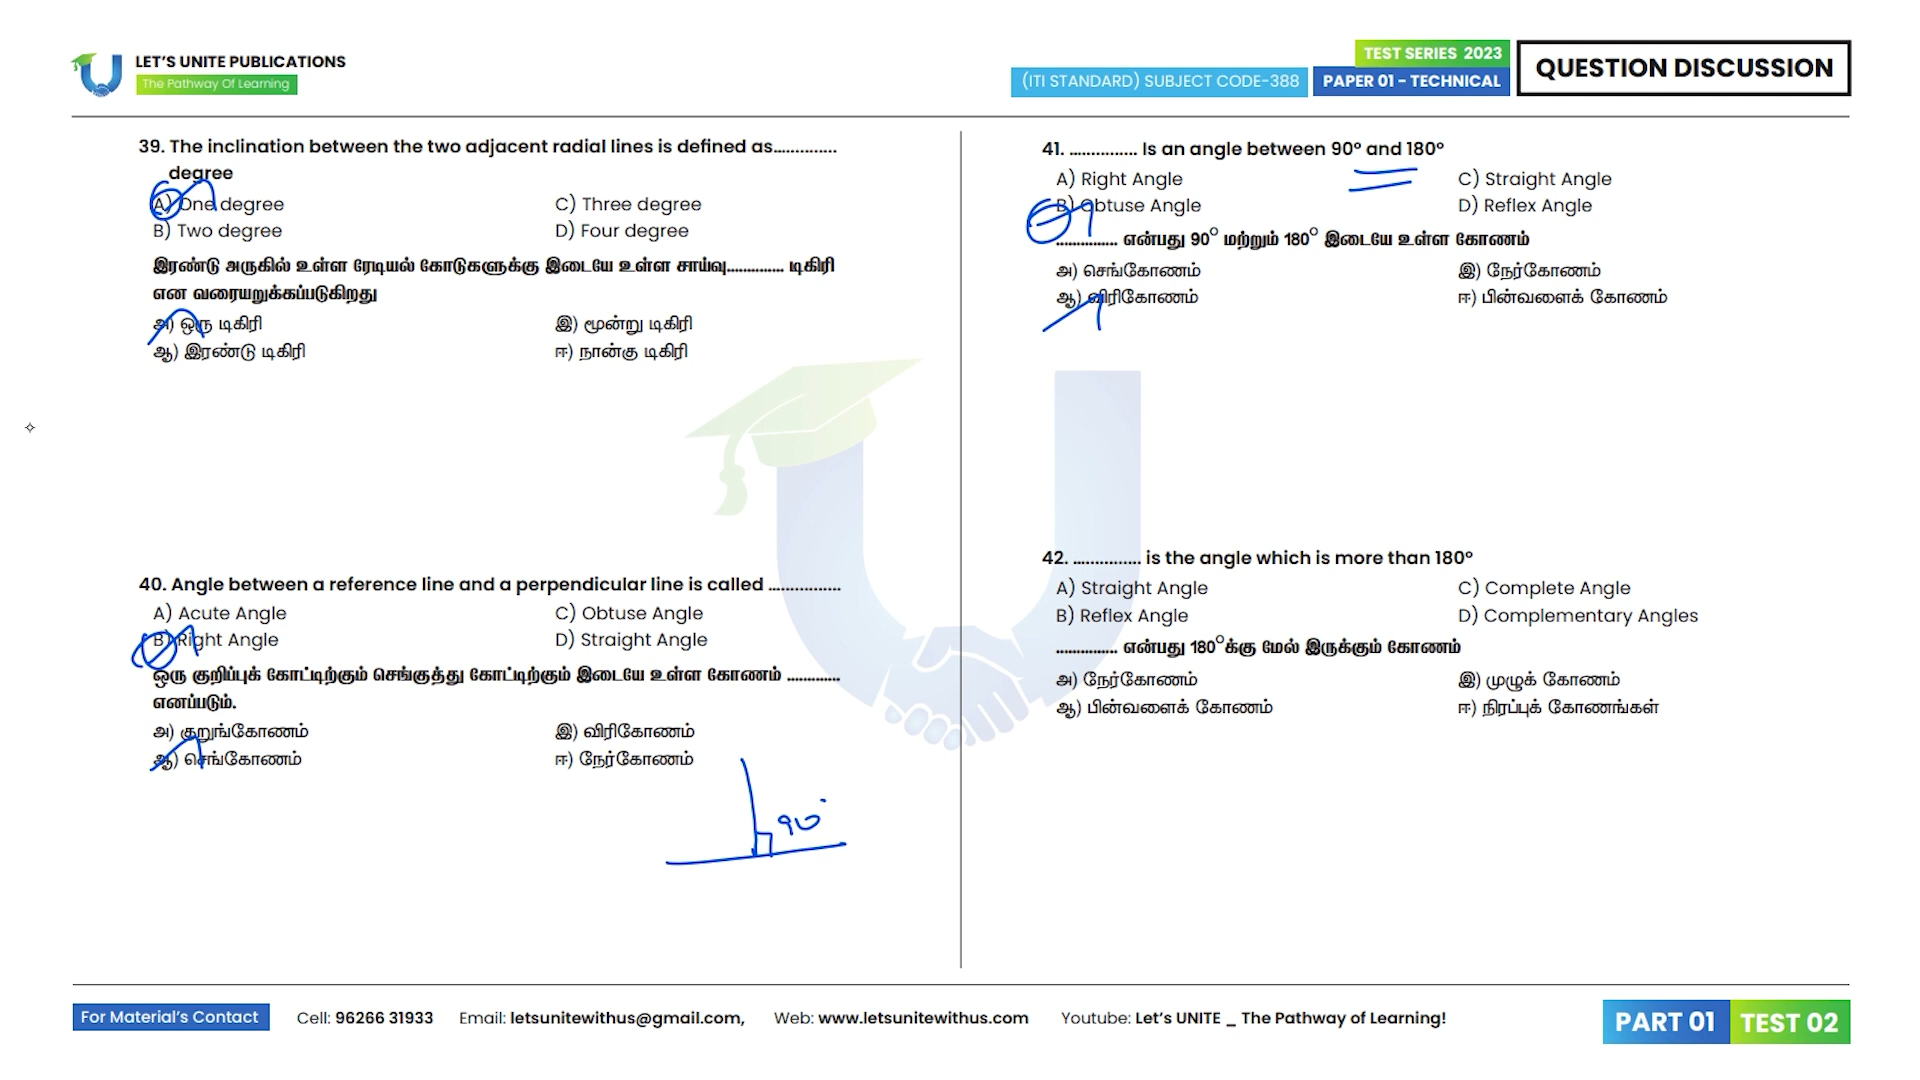 LET'S UNITE PUBLICATIONS
The Pathway Of Learning
TEST SERIES 2023
(ITI STANDARD) SUBJECT CODE-388
PAPER 01 - TECHNICAL
QUESTION DISCUSSION
39. The inclination between the two adjacent radial lines is defined as..............
degree
A) One degree
C) Three degree
B) Two degree
D) Four degree
இரண்டு அருகில் உள்ள ரேடியல் கோடுகளுக்கு இடையே உள்ள சாய்வு.............. டிகிரி
என வரையறுக்கப்படுகிறது
அ) ஒரு டிகிரி
இ) மூன்று டிகிரி
ஆ) இரண்டு டிகிரி
ஈ) நான்கு டிகிரி
40. Angle between a reference line and a perpendicular line is called ................
A) Acute Angle
C) Obtuse Angle
B) Right Angle
D) Straight Angle
ஒரு குறிப்புக் கோட்டிற்கும் செங்குத்து கோட்டிற்கும் இடையே உள்ள கோணம் .............
எனப்படும்.
அ) குறுங்கோணம்
இ) விரிகோணம்
ஆ) செங்கோணம்
ஈ) நேர்கோணம்
90°
41. ............... Is an angle between 90° and 180°
A) Right Angle
C) Straight Angle
B) Obtuse Angle
D) Reflex Angle
............... என்பது 90° மற்றும் 180° இடையே உள்ள கோணம்
அ) செங்கோணம்
இ) நேர்கோணம்
ஆ) விரிகோணம்
ஈ) பின்வளைக் கோணம்
42. ............... is the angle which is more than 180°
A) Straight Angle
C) Complete Angle
B) Reflex Angle
D) Complementary Angles
............... என்பது 180°க்கு மேல் இருக்கும் கோணம்
அ) நேர்கோணம்
இ) முழுக் கோணம்
ஆ) பின்வளைக் கோணம்
ஈ) நிரப்புக் கோணங்கள்
For Material's Contact
Cell: 96266 31933
Email: letsunitewithus@gmail.com,
Web: www.letsunitewithus.com
Youtube: Let's UNITE _ The Pathway of Learning!
PART 01
TEST 02